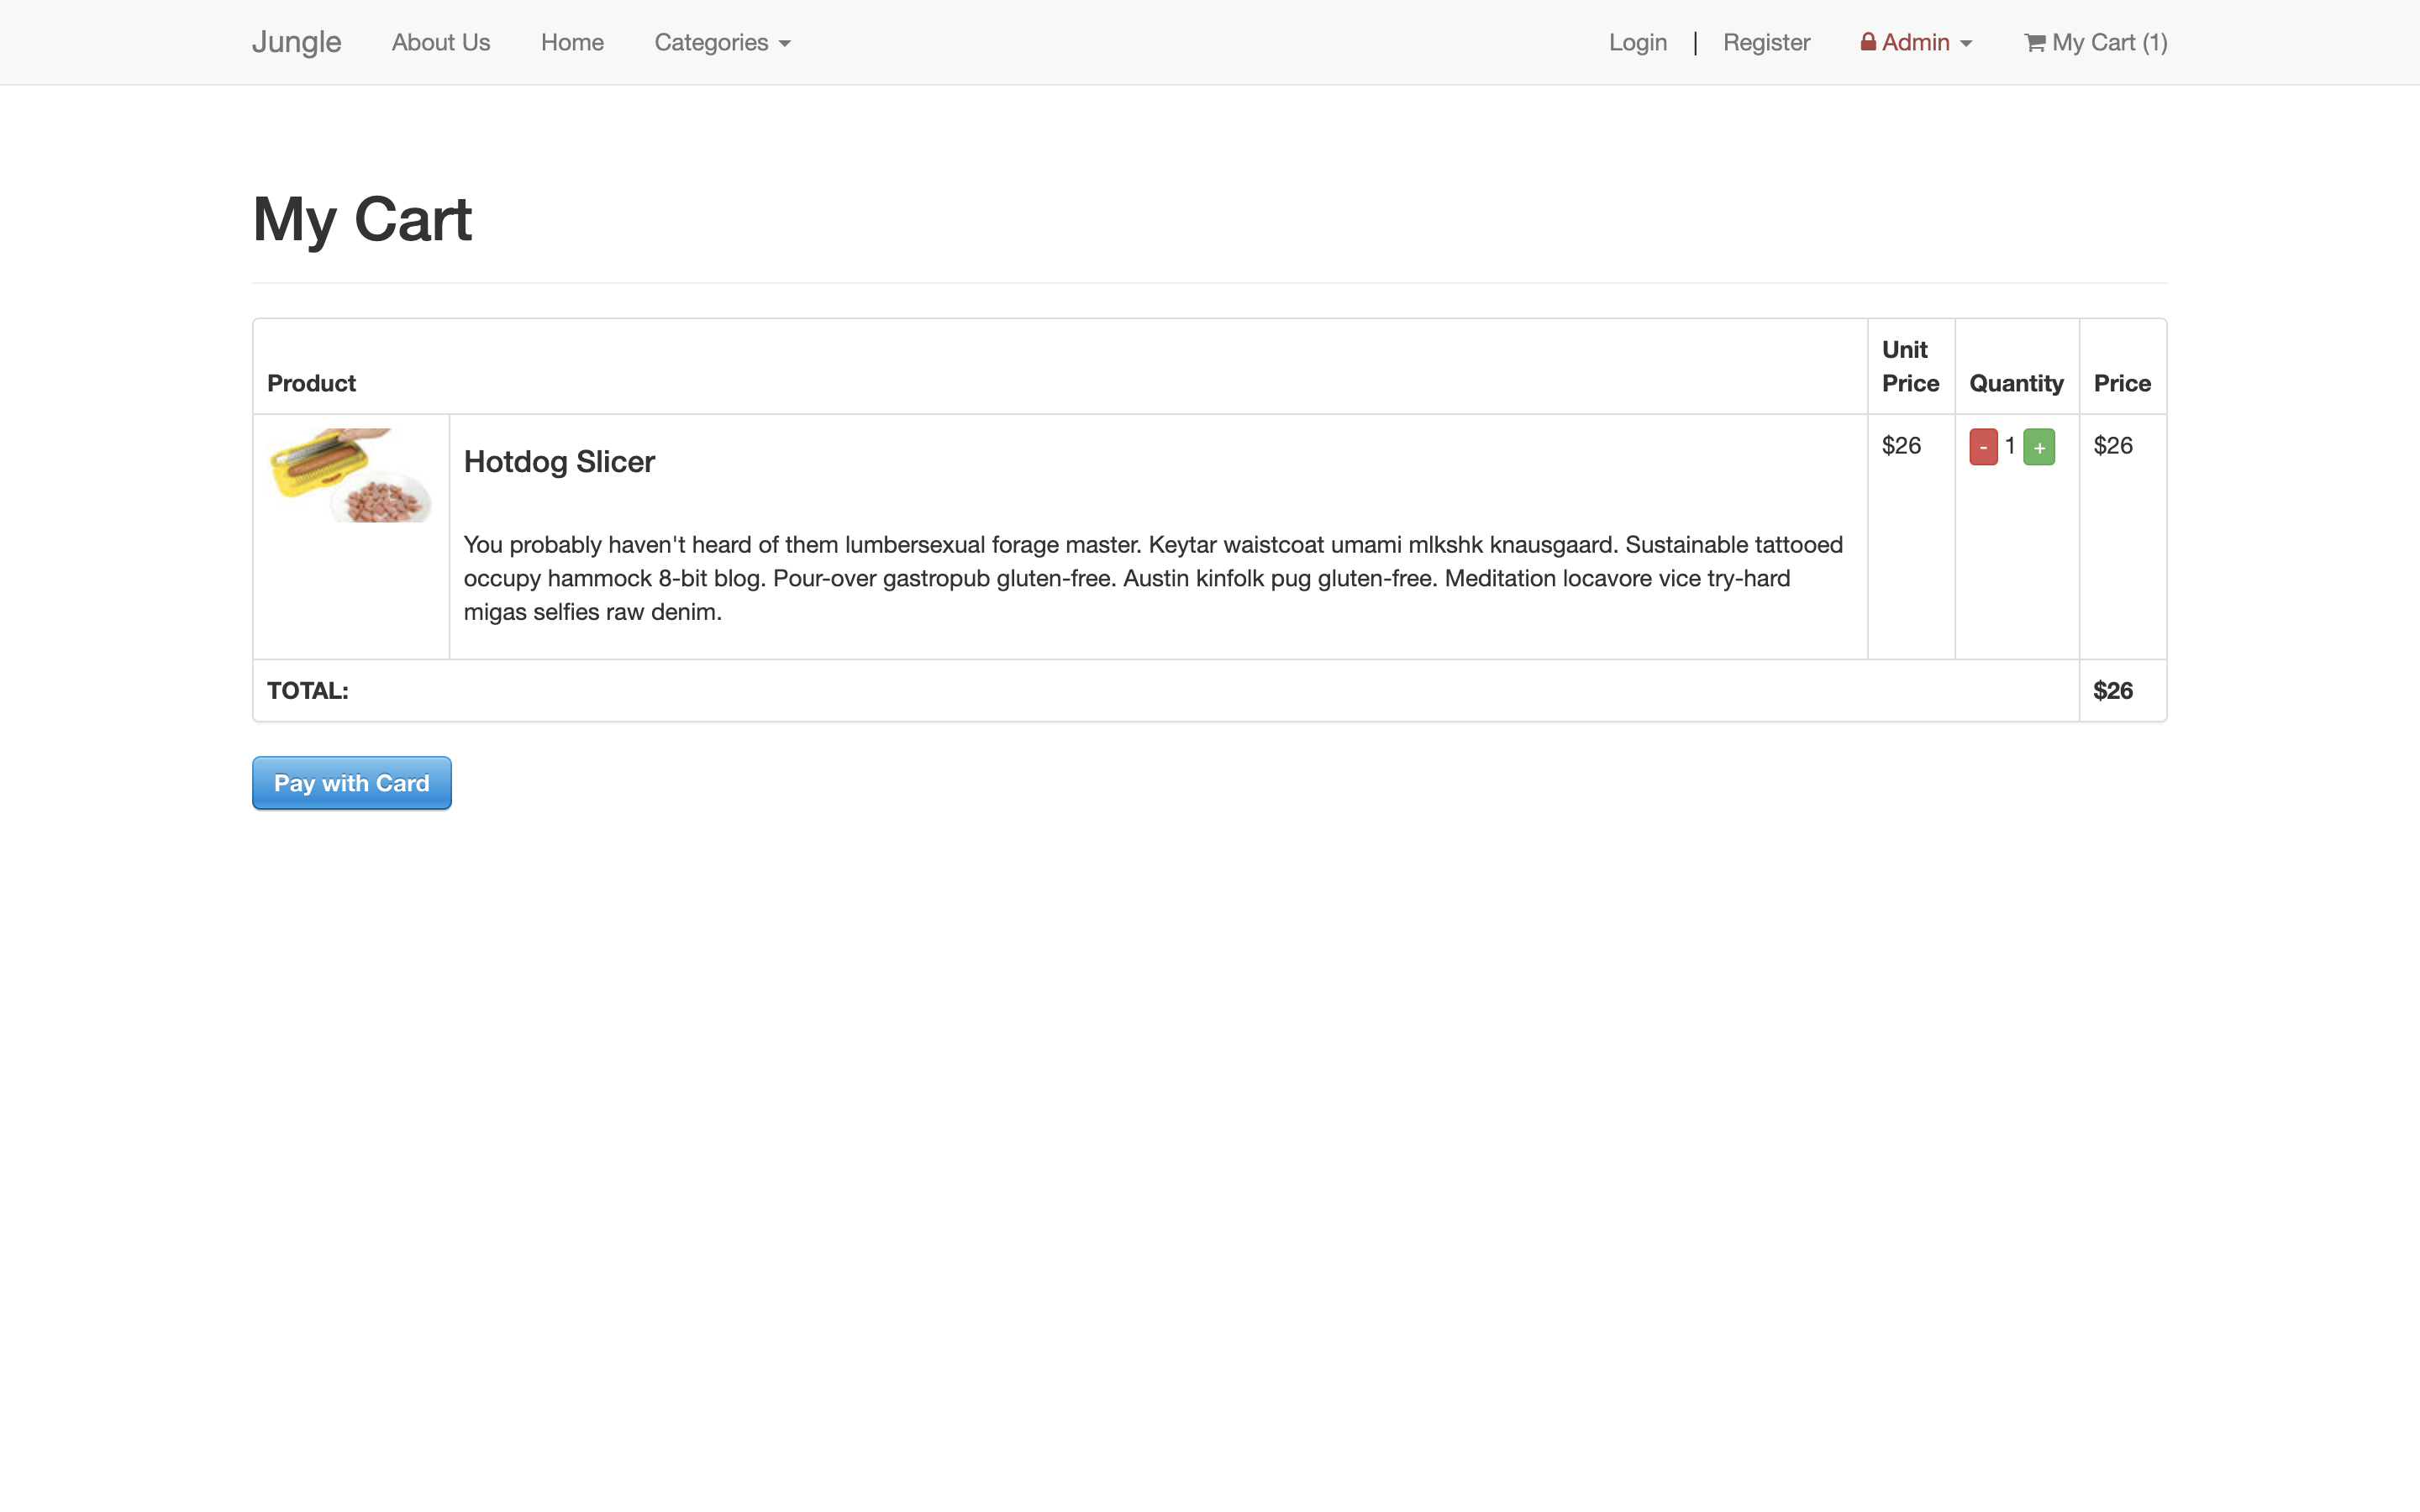 Jungle About Us Home Categories Login | Register Admin My Cart (1)
My Cart
Product Unit Price Quantity Price
Hotdog Slicer $26 - 1 + $26
You probably haven't heard of them lumbersexual forage master. Keytar waistcoat umami mlkshk knausgaard. Sustainable tattooed
occupy hammock 8-bit blog. Pour-over gastropub gluten-free. Austin kinfolk pug gluten-free. Meditation locavore vice try-hard
migas selfies raw denim.
TOTAL: $26
Pay with Card